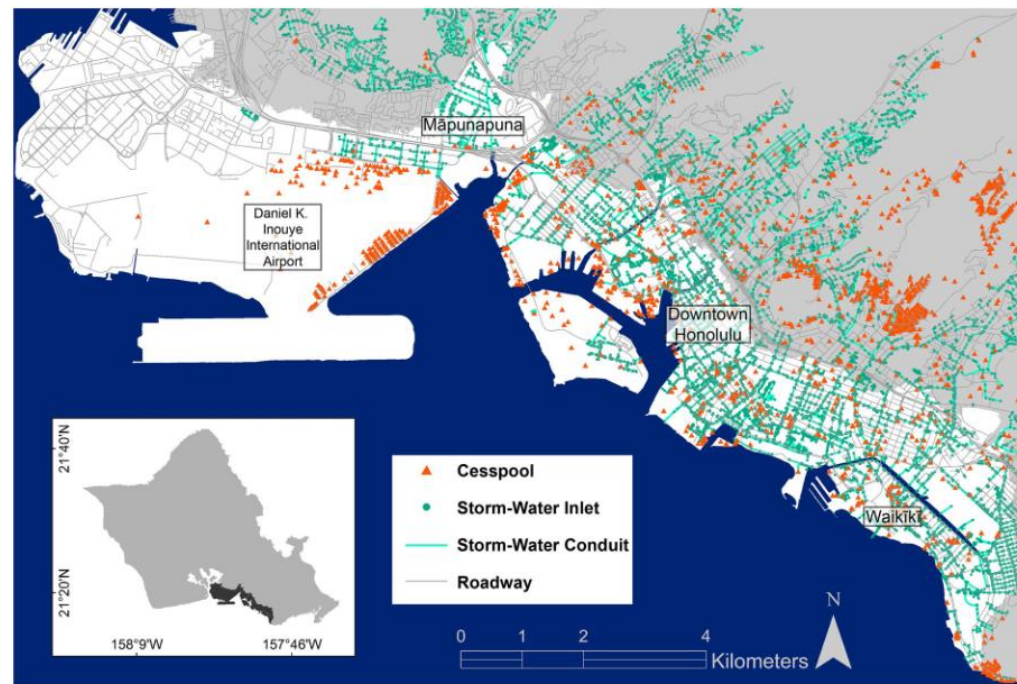 Māpunapuna
Daniel K.
Inouye
International
Airport
Downtown
Honolulu
Waikīkī
21°40'N
21°20'N
158°9'W
157°46'W
Cesspool
Storm-Water Inlet
Storm-Water Conduit
Roadway
N
0 1 2 4
Kilometers